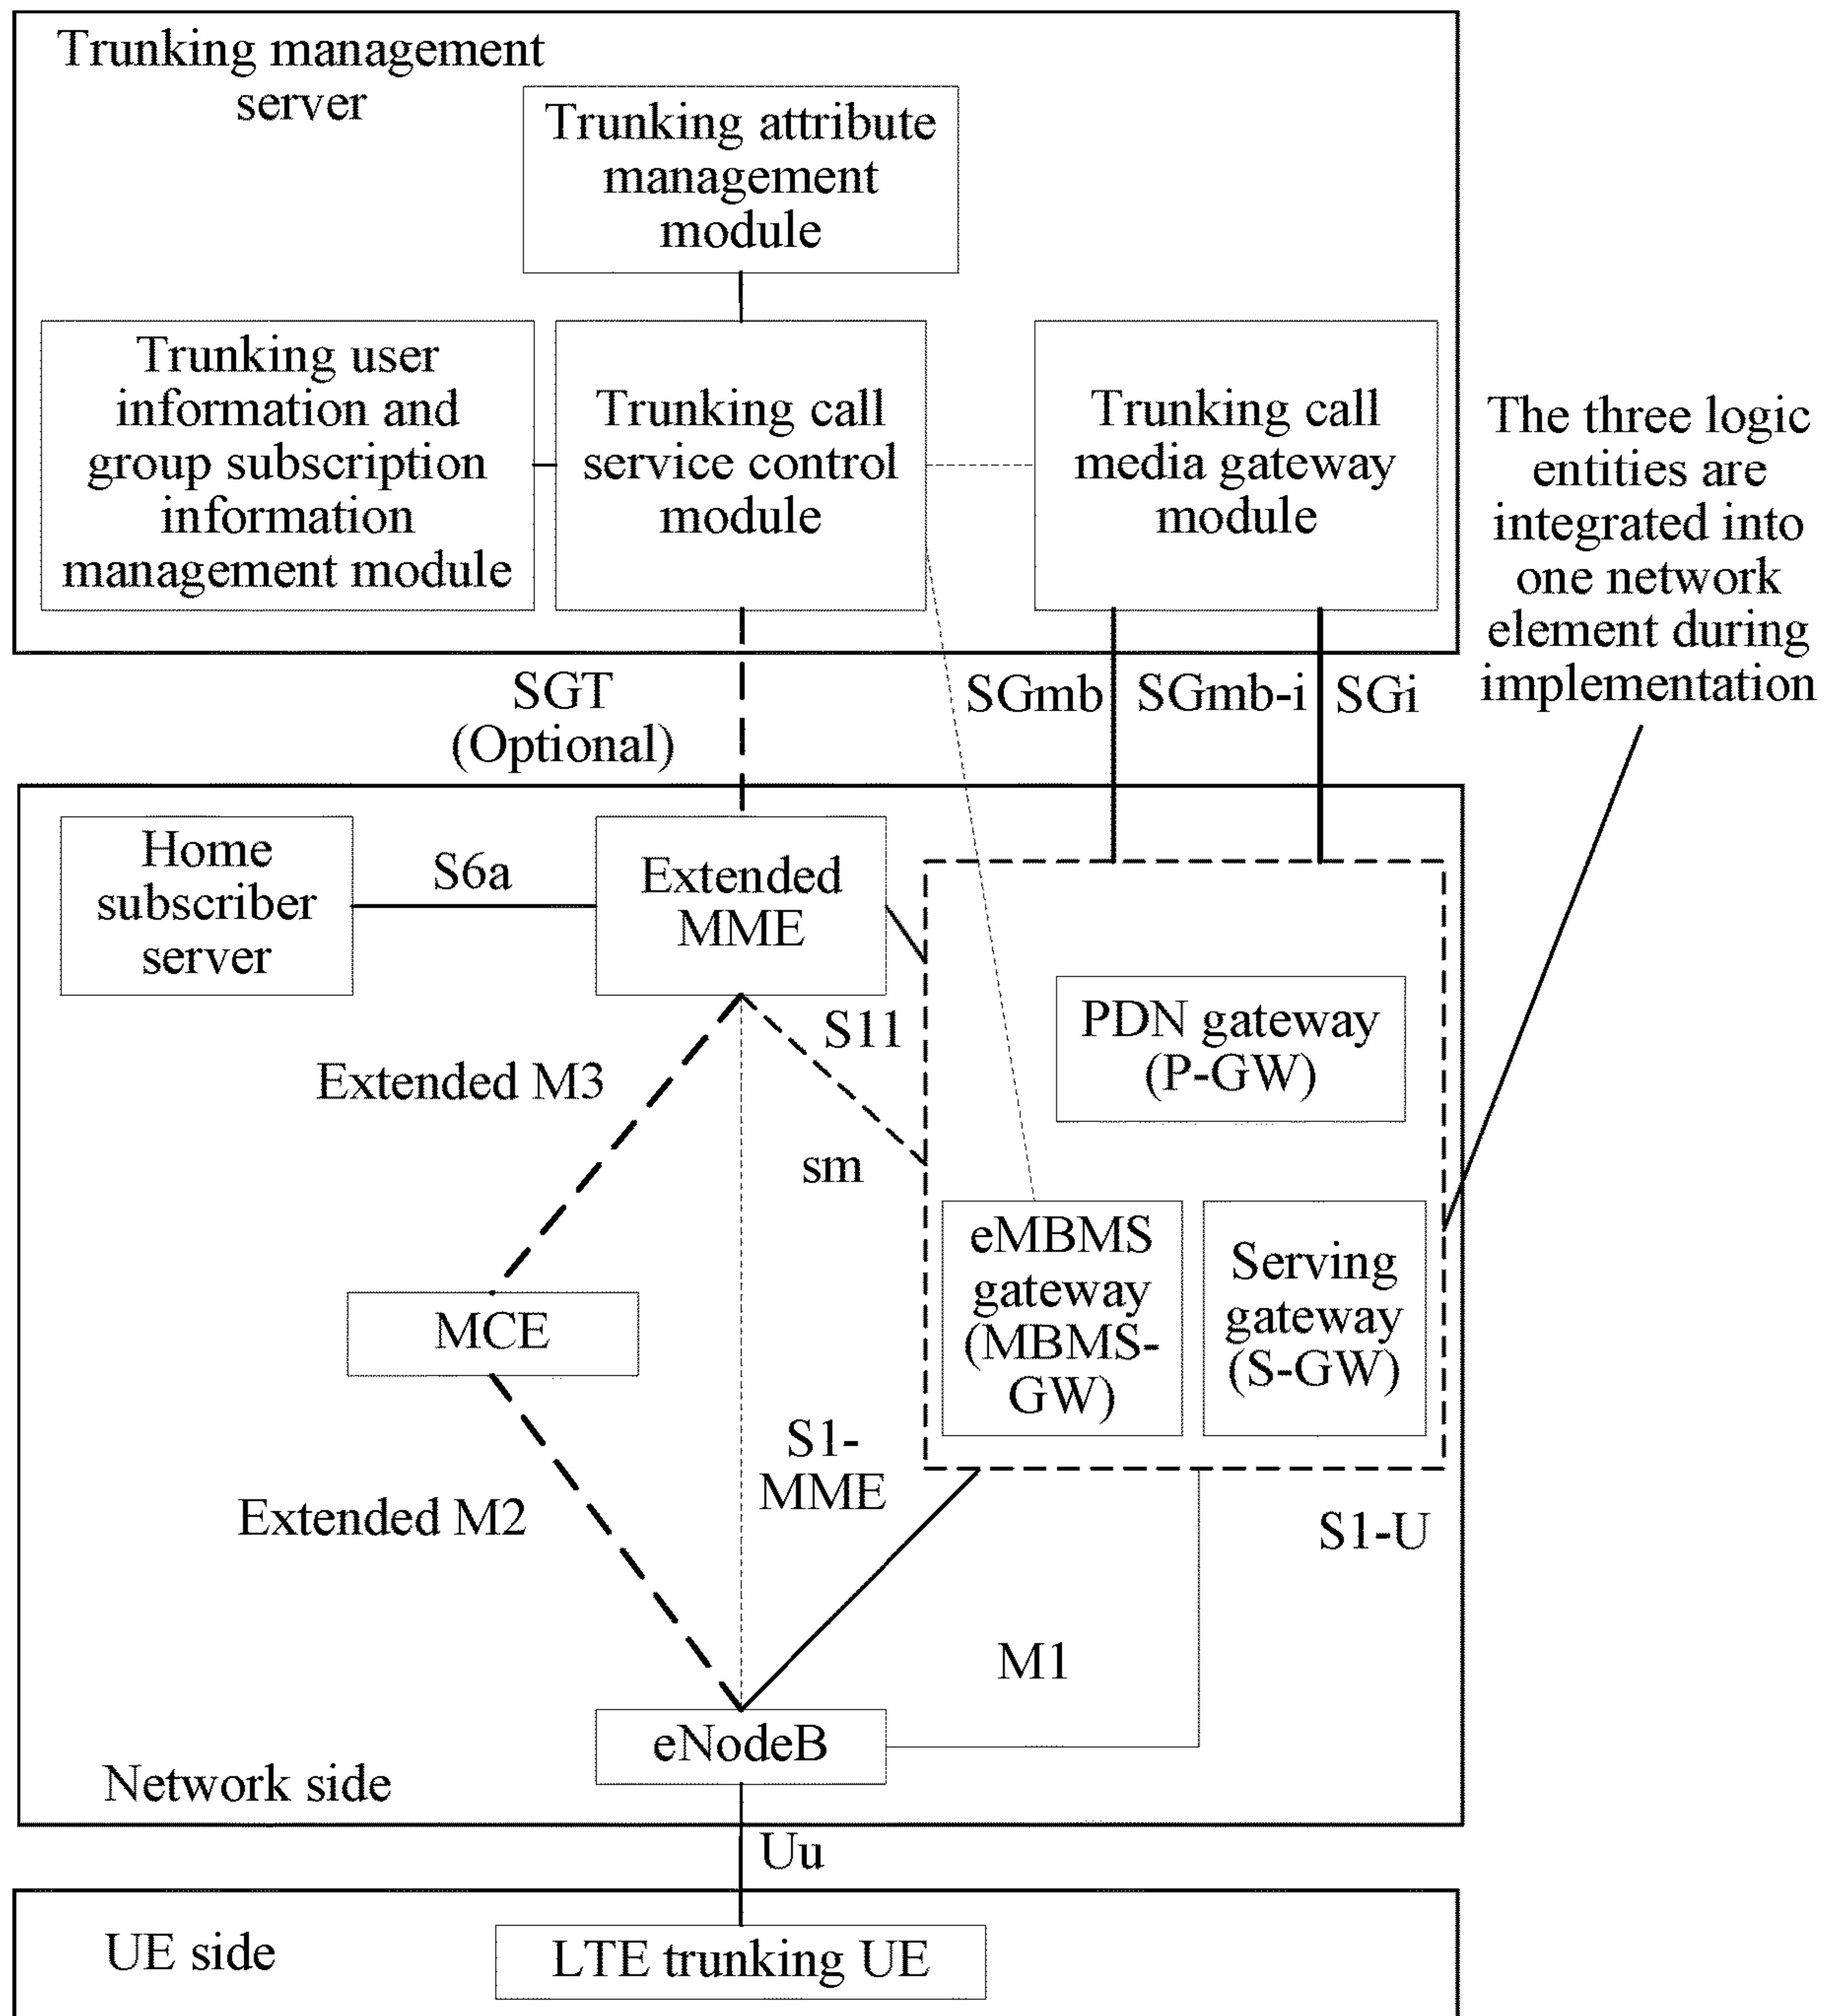 Trunking management
server
Trunking attribute
management
module
Trunking user
information and
group subscription
information
management module
Trunking call
service control
module
Trunking call
media gateway
module
The three logic
entities are
integrated into
one network
element during
implementation
SGT
(Optional)
SGmb
SGmb-i
SGi
Home
subscriber
server
S6a
Extended
MME
S11
PDN gateway
(P-GW)
Extended M3
sm
eMBMS
gateway
(MBMS-
GW)
Serving
gateway
(S-GW)
MCE
S1-
MME
Extended M2
S1-U
M1
eNodeB
Network side
Uu
UE side
LTE trunking UE